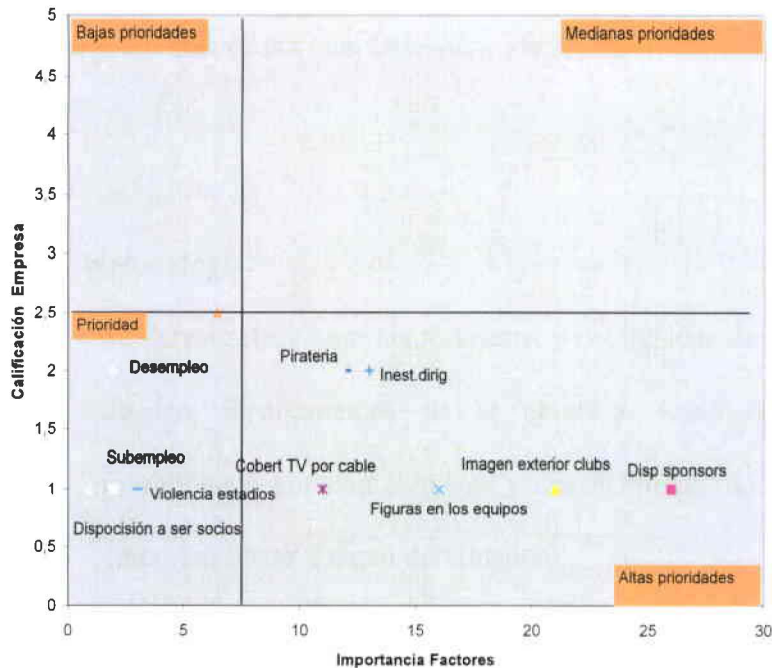 Bajas prioridades
Medianas prioridades
Prioridad
Desempleo
Pirateria
Inest.dirig
Subempleo
Cobert TV por cable
Imagen exterior clubs
Disp sponsors
Violencia estadios
Figuras en los equipos
Dispocisión a ser socios
Altas prioridades
Calificación Empresa
5
4,5
4
3,5
3
2,5
2
1,5
1
0,5
0
0
5
10
15
20
25
30
Importancia Factores